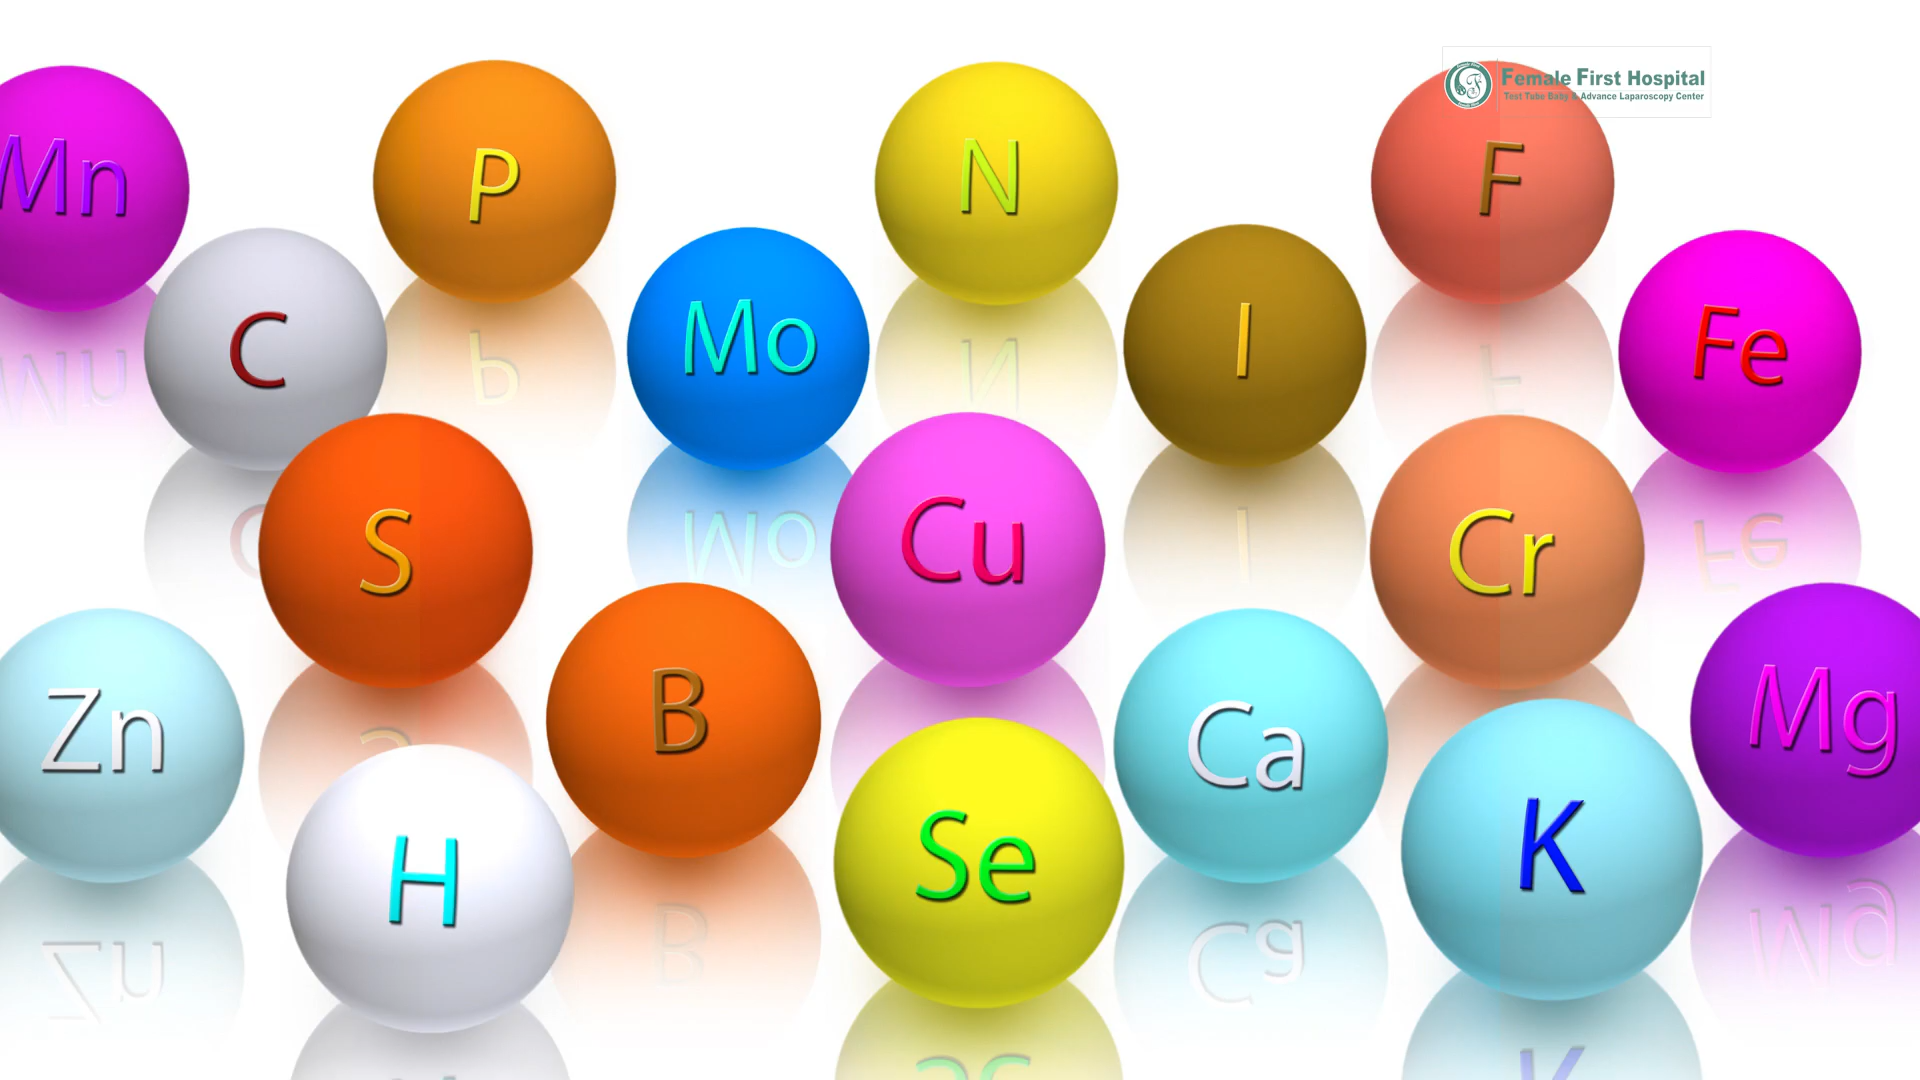 Female First Hospital
Test Tube Baby & Advance Laparoscopy Center
Mn
P
N
F
C
Mo
I
Fe
S
Cu
Cr
Zn
B
Ca
Mg
H
Se
K